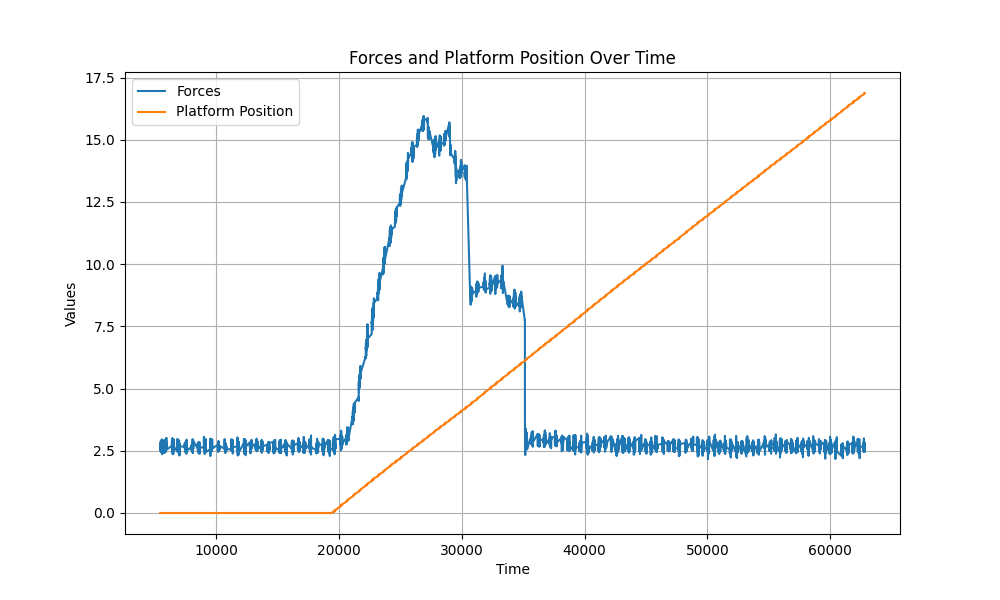 Forces and Platform Position Over Time
Forces
Platform Position
17.5
15.0
12.5
10.0
7.5
5.0
2.5
0.0
Values
10000 20000 30000 40000 50000 60000
Time